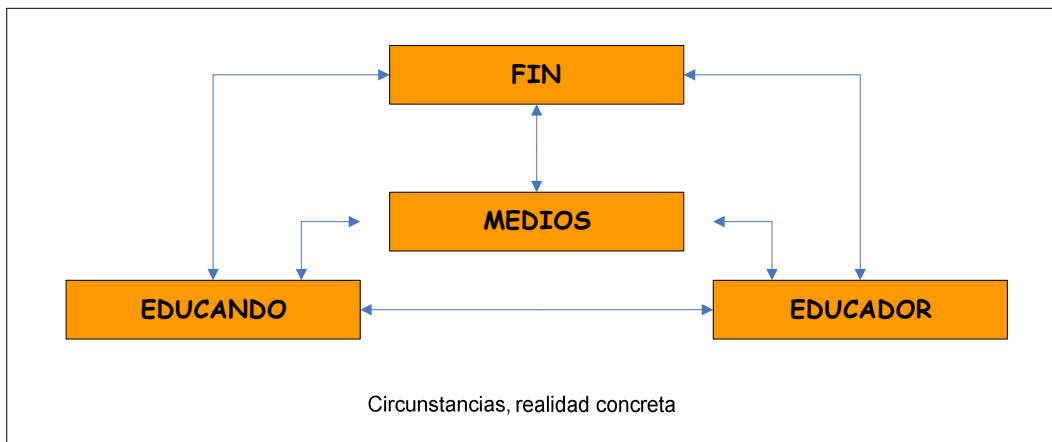 FIN
MEDIOS
EDUCANDO
EDUCADOR
Circunstancias, realidad concreta